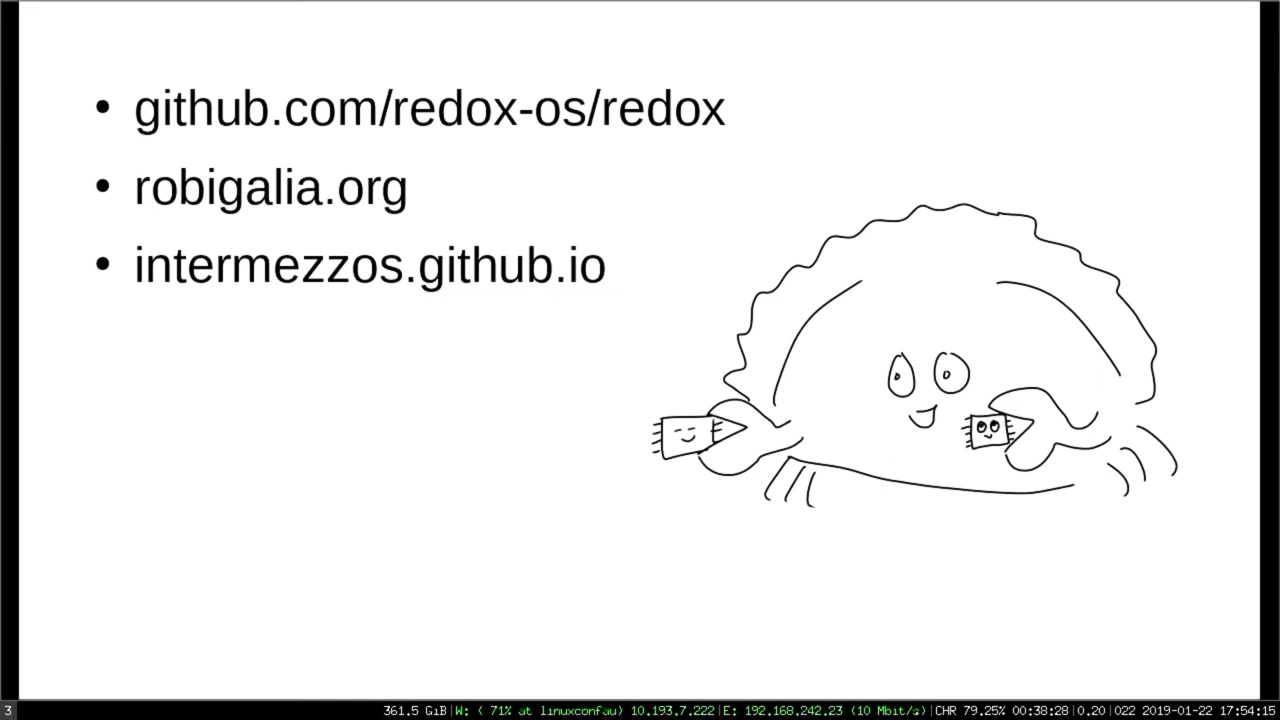 github.com/redox-os/redox
robigalia.org
intermezzos.github.io
3
361.5 GiB|W: ( 71% at linuxconfau) 10.193.7.222|E: 192.168.242.23 (10 Mbit/s)|CHR 79.25% 00:38:28|0.20|022 2019-01-22 17:54:15